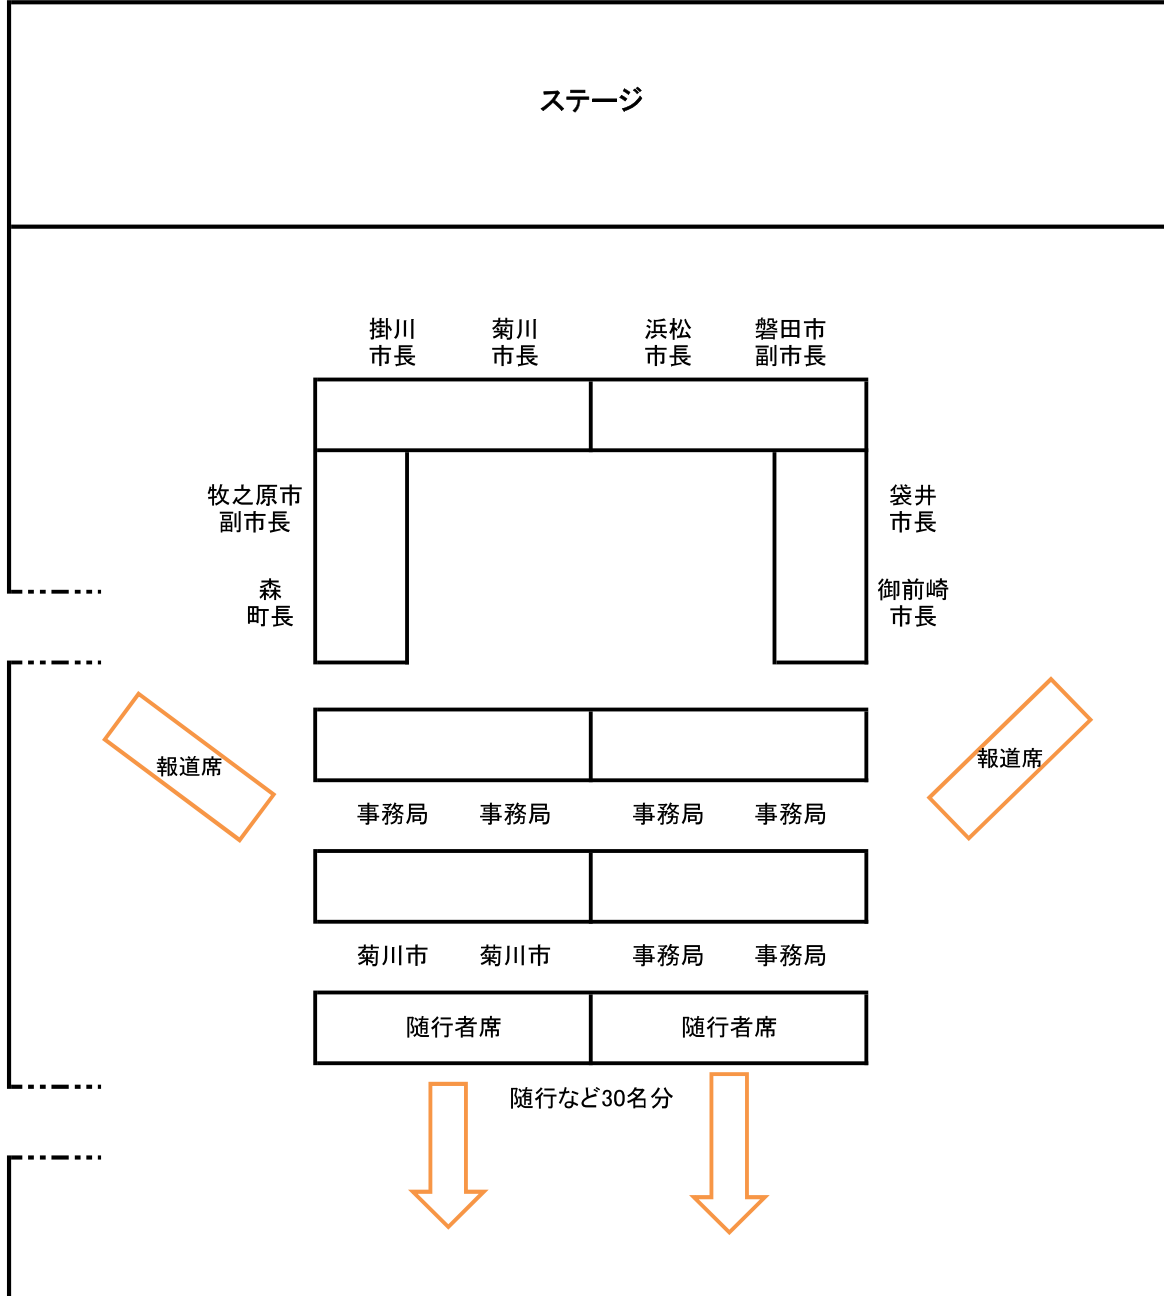 ステージ
掛川
市長
菊川
市長
浜松
市長
磐田市
副市長
牧之原市
副市長
袋井
市長
森
町長
御前崎
市長
報道席
報道席
事務局
事務局
事務局
事務局
菊川市
菊川市
事務局
事務局
随行者席
随行者席
随行など30名分